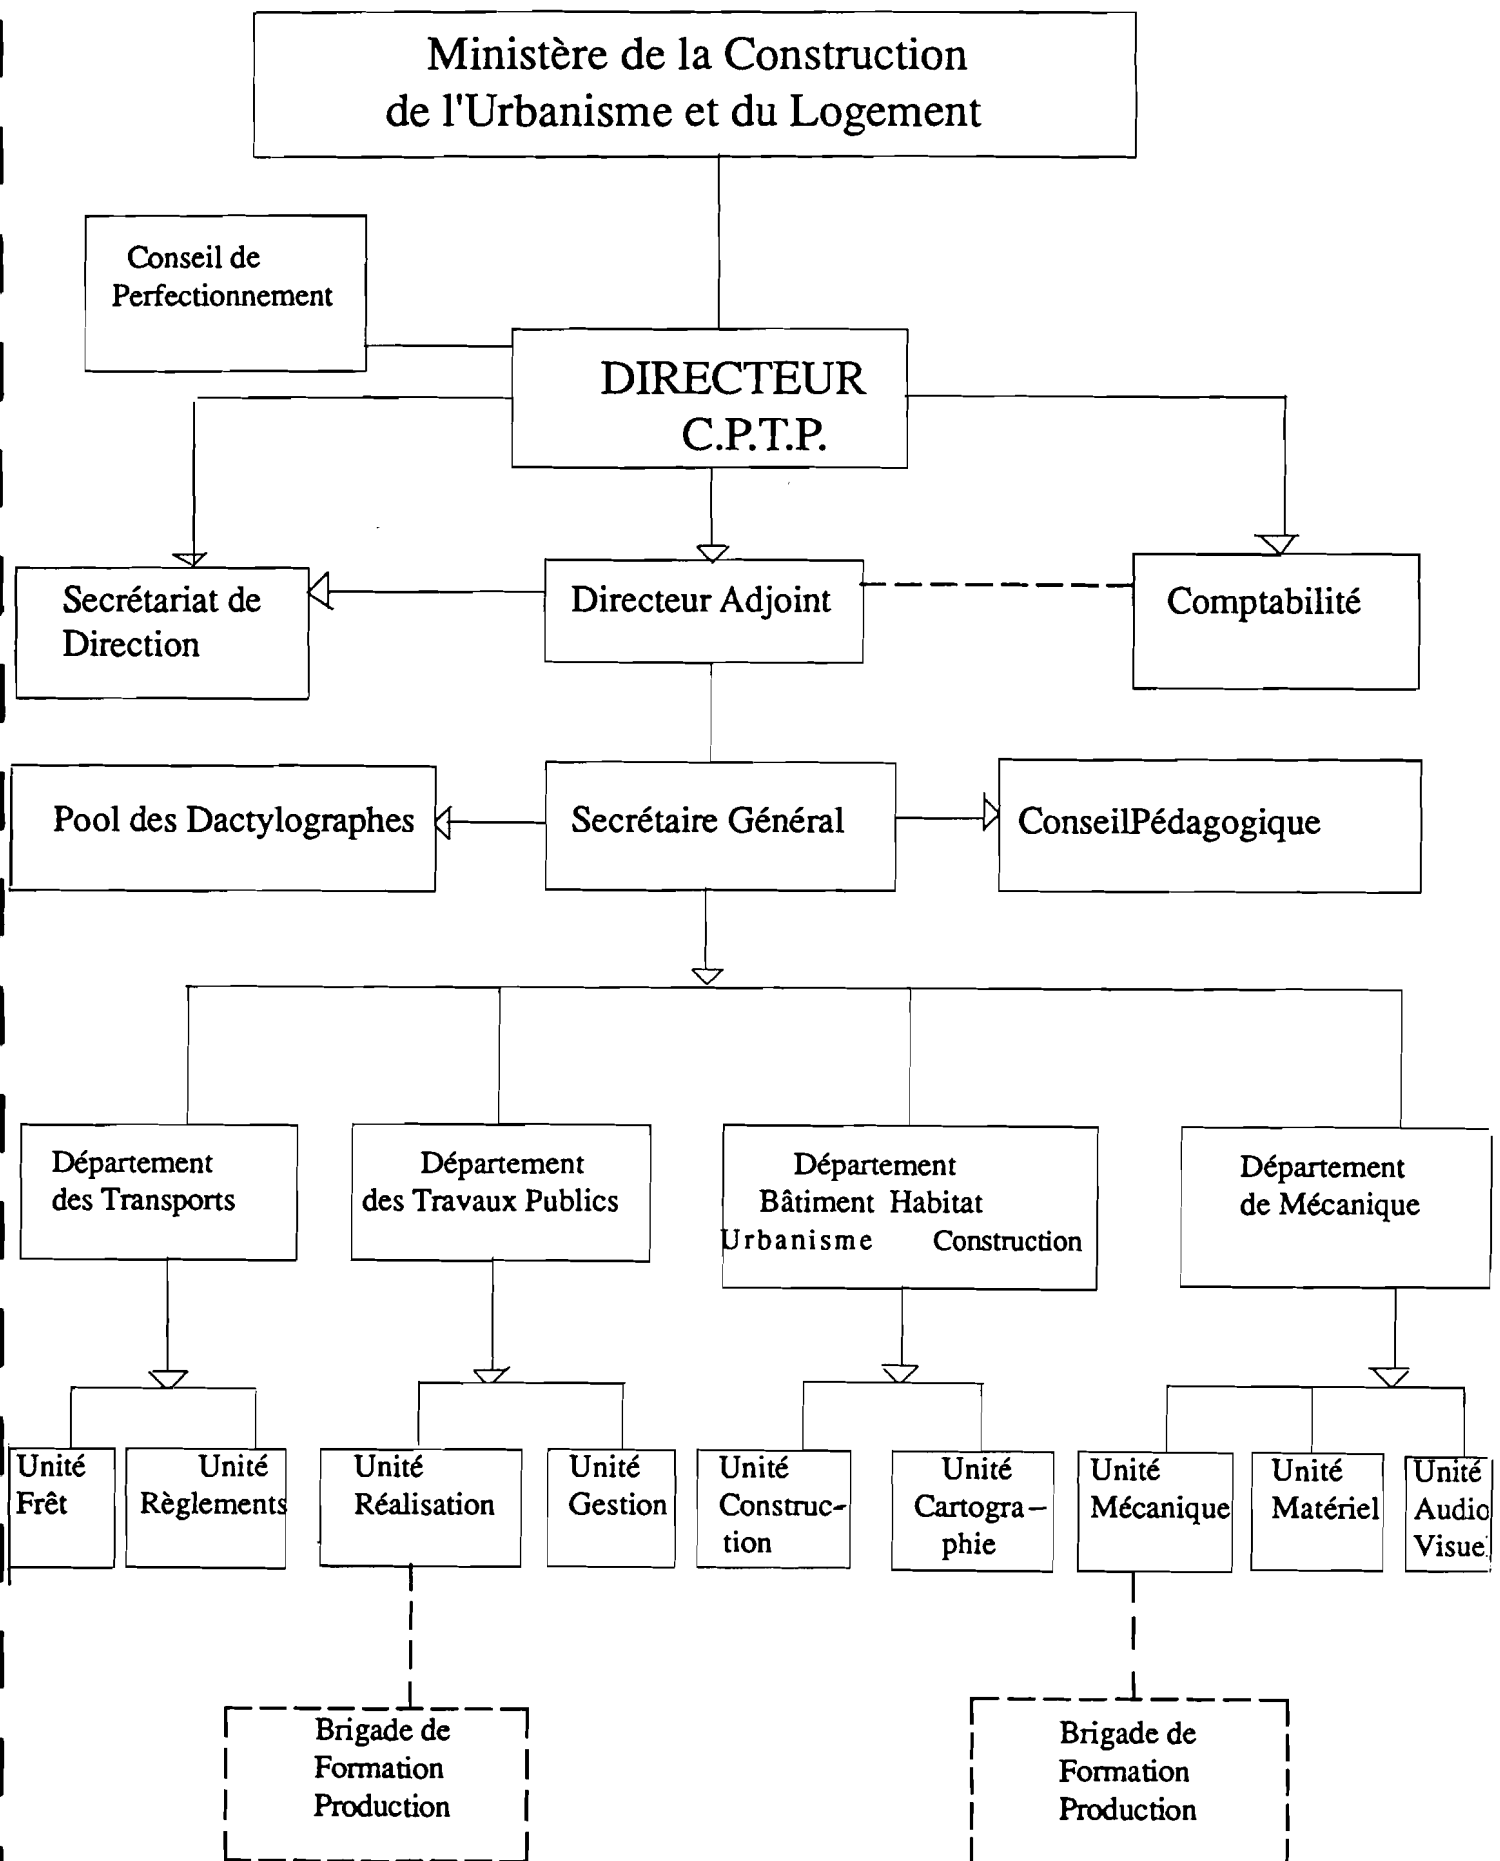 Ministère de la Construction
de l'Urbanisme et du Logement
Conseil de
Perfectionnement
DIRECTEUR
C.P.T.P.
Secrétariat de
Direction
Directeur Adjoint
Comptabilité
Pool des Dactylographes
Secrétaire Général
ConseilPédagogique
Département
des Transports
Département
des Travaux Publics
Département
Bâtiment Habitat
Urbanisme Construction
Département
de Mécanique
Unité
Frêt
Unité
Règlements
Unité
Réalisation
Unité
Gestion
Unité
Construc-
tion
Unité
Cartogra-
phie
Unité
Mécanique
Unité
Matériel
Unité
Audio
Visuel
Brigade de
Formation
Production
Brigade de
Formation
Production